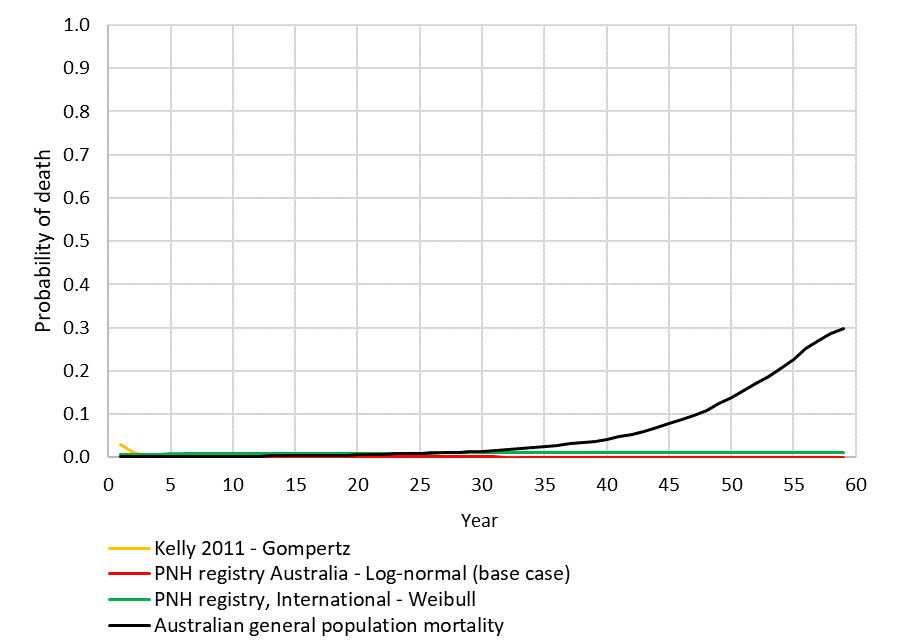 1.0
0.9
0.8
0.7
0.6
0.5
0.4
0.3
0.2
0.1
0.0
Probability of death
0 5 10 15 20 25 30 35 40 45 50 55 60
Year
Kelly 2011 - Gompertz
PNH registry Australia - Log-normal (base case)
PNH registry, International - Weibull
Australian general population mortality